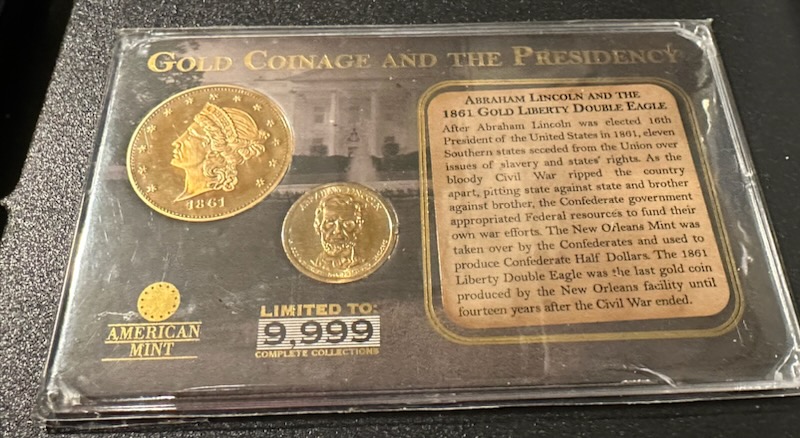 GOLD COINAGE AND THE PRESIDENCY
ABRAHAM LINCOLN AND THE
1861 GOLD LIBERTY DOUBLE EAGLE
After Abraham Lincoln was elected 16th
President of the United States in 1861, eleven
Southern states seceded from the Union over
issues of slavery and states' rights. As the
bloody Civil War ripped the country
apart, pitting state against state and brother
against brother, the Confederate government
appropriated Federal resources to fund their
own war efforts. The New Orleans Mint was
taken over by the Confederates and used to
produce Confederate Half Dollars. The 1861
Liberty Double Eagle was the last gold coin
produced by the New Orleans facility until
fourteen years after the Civil War ended.
1861
ABRAHAM LINCOLN
AMERICAN
MINT
LIMITED TO:
9,999
COMPLETE COLLECTIONS